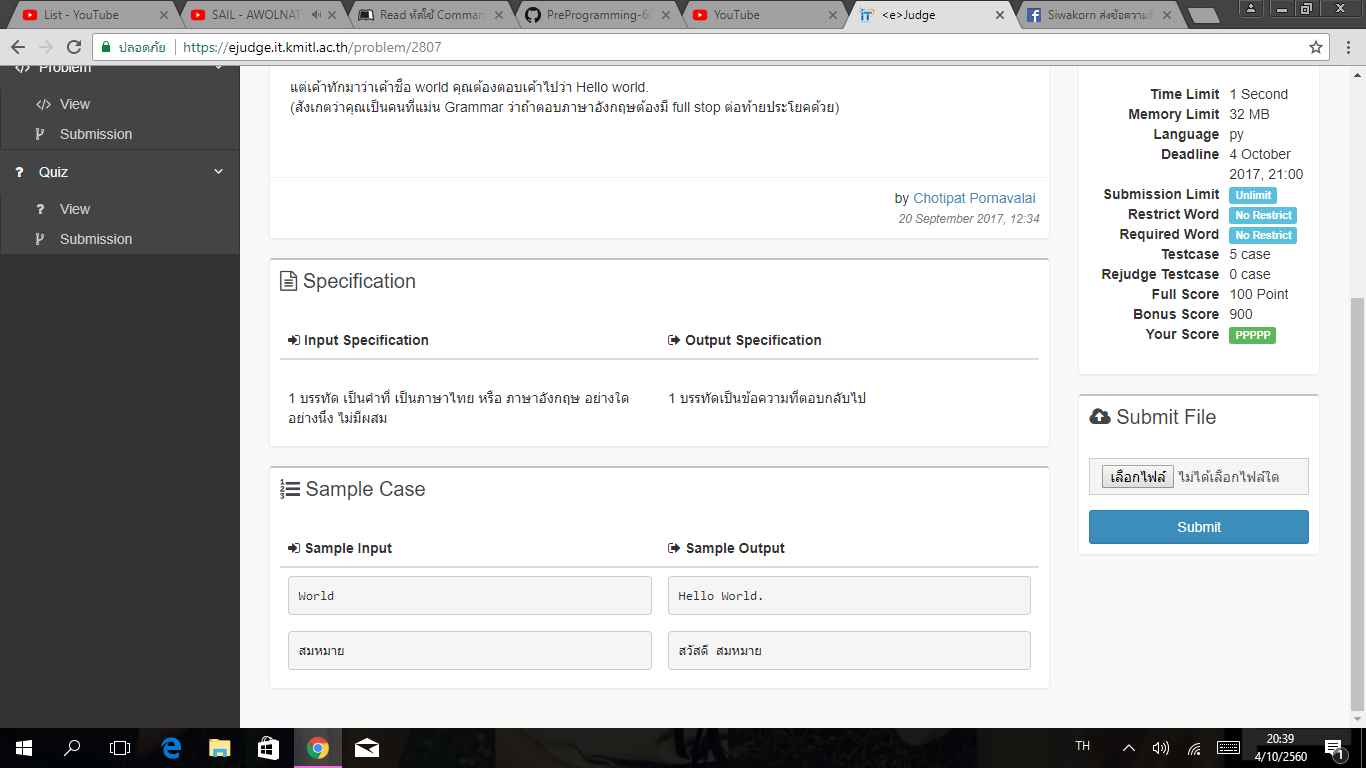 List - YouTube
SAIL - AWOLNAT
Read หัดใช้ Comman
PreProgramming-60
YouTube
<e>Judge
Siwakorn ส่งข้อความถึ
ปลอดภัย
https://ejudge.it.kmitl.ac.th/problem/2807
Problem
View
Submission
Quiz
View
Submission
แต่เค้าทักมาว่าเค้าชื่อ world คุณต้องตอบเค้าไปว่า Hello world.
(สังเกตว่าคุณเป็นคนที่แม่น Grammar ว่าถ้าตอบภาษาอังกฤษต้องมี full stop ต่อท้ายประโยคด้วย)
by Chotipat Pornavalai
20 September 2017, 12:34
Specification
Input Specification
Output Specification
1 บรรทัด เป็นคำที่ เป็นภาษาไทย หรือ ภาษาอังกฤษ อย่างใด
อย่างนึง ไม่มีผสม
1 บรรทัดเป็นข้อความที่ตอบกลับไป
Sample Case
Sample Input
Sample Output
World
Hello World.
สมหมาย
สวัสดี สมหมาย
Time Limit 1 Second
Memory Limit 32 MB
Language py
Deadline 4 October
2017, 21:00
Submission Limit Unlimit
Restrict Word No Restrict
Required Word No Restrict
Testcase 5 case
Rejudge Testcase 0 case
Full Score 100 Point
Bonus Score 900
Your Score PPPPP
Submit File
เลือกไฟล์ ไม่ได้เลือกไฟล์ใด
Submit
TH
20:39
4/10/2560
1